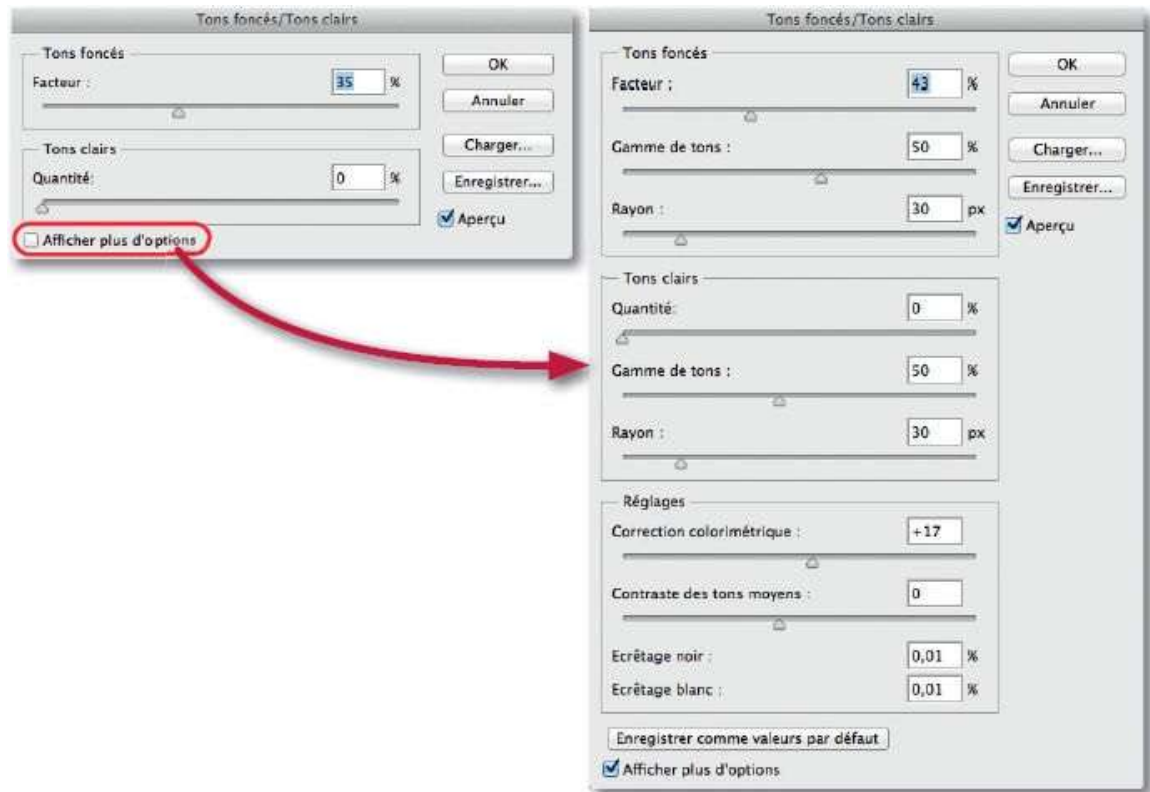 Tons foncés/Tons clairs
Tons foncés
Facteur :
35 %
Tons clairs
Quantité:
0 %
Afficher plus d'options
OK
Annuler
Charger...
Enregistrer...
Aperçu
Tons foncés/Tons clairs
Tons foncés
Facteur :
43 %
Gamme de tons :
50 %
Rayon :
30 px
Tons clairs
Quantité:
0 %
Gamme de tons :
50 %
Rayon :
30 px
Réglages
Correction colorimétrique :
+17
Contraste des tons moyens :
0
Ecrêtage noir :
0,01 %
Ecrêtage blanc :
0,01 %
Enregistrer comme valeurs par défaut
Afficher plus d'options
OK
Annuler
Charger...
Enregistrer...
Aperçu